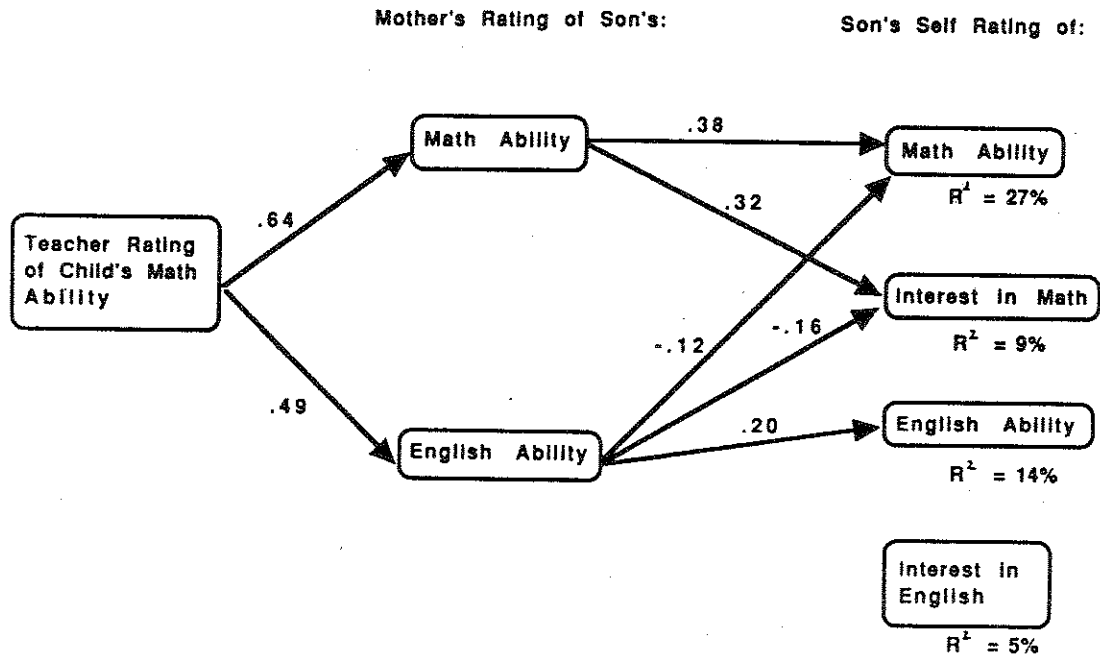 Mother's Rating of Son's:
Son's Self Rating of:
Math Ability
.38
Math Ability
R² = 27%
.64
.32
Teacher Rating
of Child's Math
Ability
Interest in Math
R² = 9%
-.12
-.16
.49
English Ability
.20
English Ability
R² = 14%
Interest in
English
R² = 5%